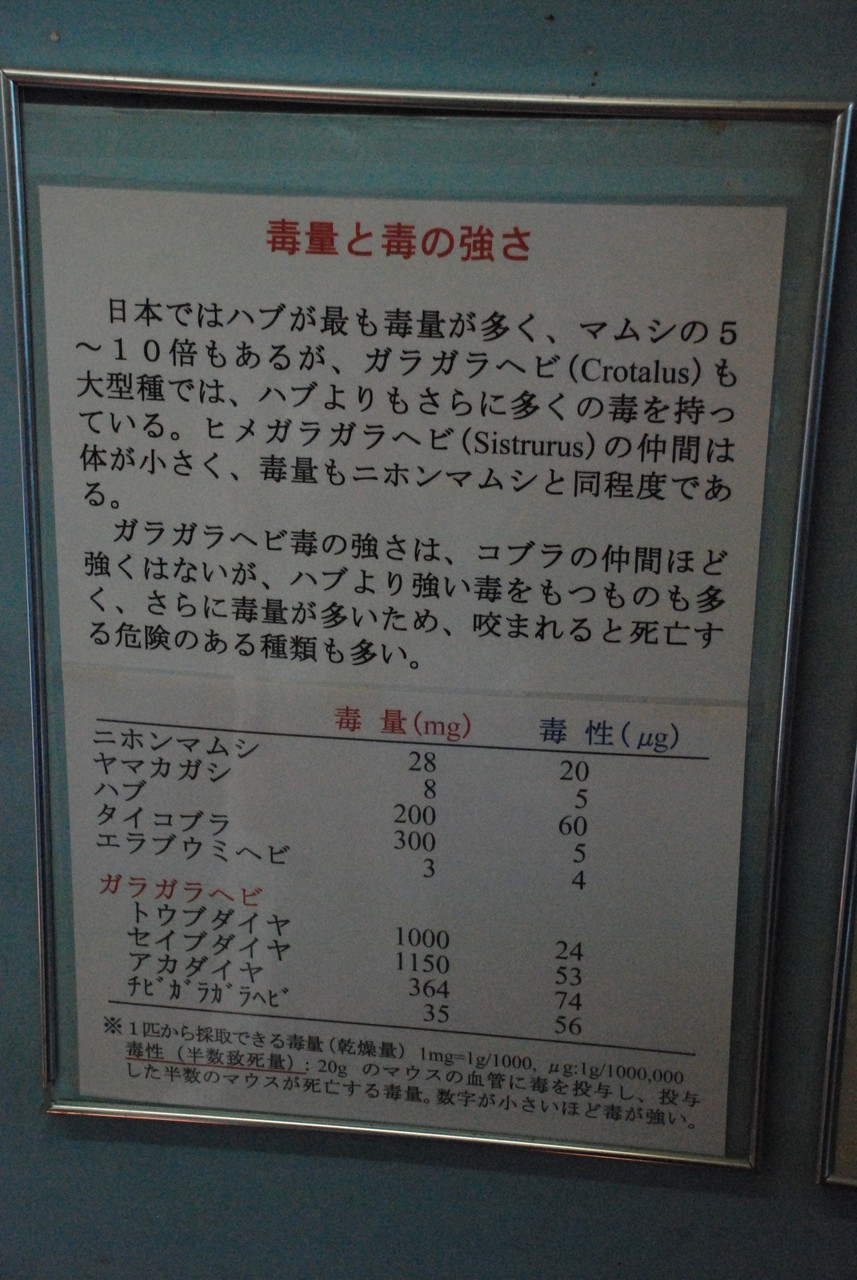 毒量と毒の強さ
日本ではハブが最も毒量が多く、マムシの5
～10倍もあるが、ガラガラヘビ(Crotalus)も
大型種では、ハブよりもさらに多くの毒を持っ
ている。ヒメガラガラヘビ(Sistrurus)の仲間は
体が小さく、毒量もニホンマムシと同程度であ
る。
ガラガラヘビ毒の強さは、コブラの仲間ほど
強くはないが、ハブより強い毒をもつものも多
く、さらに毒量が多いため、咬まれると死亡す
る危険のある種類も多い。
毒 量(mg) 毒 性(μg)
ニホンマムシ 28 20
ヤマカガシ 8 5
ハブ 200 60
タイコブラ 300 5
エラブウミヘビ 3 4
ガラガラヘビ
トウブダイヤ 1000 24
セイブダイヤ 1150 53
アカダイヤ 364 74
ﾁﾋﾞｶﾞﾗｶﾞﾗﾍﾋﾞ 35 56
※1匹から採取できる毒量(乾燥量) 1mg=1g/1000, μg:1g/1000,000
毒性(半数致死量): 20g のマウスの血管に毒を投与し、投与
した半数のマウスが死亡する毒量。数字が小さいほど毒が強い。